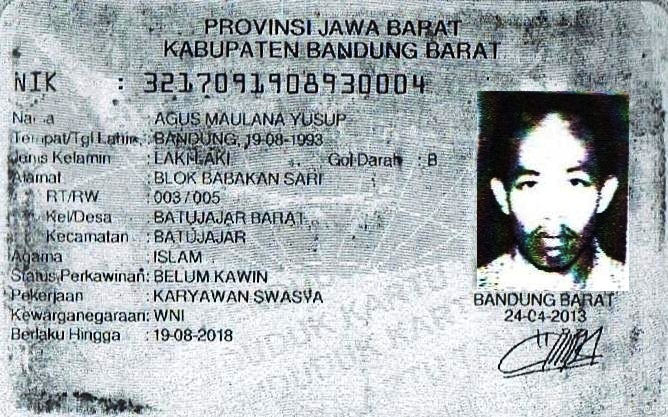 PROVINSI JAWA BARAT
KABUPATEN BANDUNG BARAT
NIK : 3217091908930004
Nama : AGUS MAULANA YUSUP
Tempat/Tgl Lahir : BANDUNG, 19-08-1993
Jenis Kelamin : LAKI-LAKI Gol Darah : B
Alamat : BLOK BABAKAN SARI
RT/RW : 003 / 005
Kel/Desa : BATUJAJAR BARAT
Kecamatan : BATUJAJAR
Agama : ISLAM
Status Perkawinan : BELUM KAWIN
Pekerjaan : KARYAWAN SWASTA
Kewarganegaraan : WNI
Berlaku Hingga : 19-08-2018
BANDUNG BARAT
24-04-2013